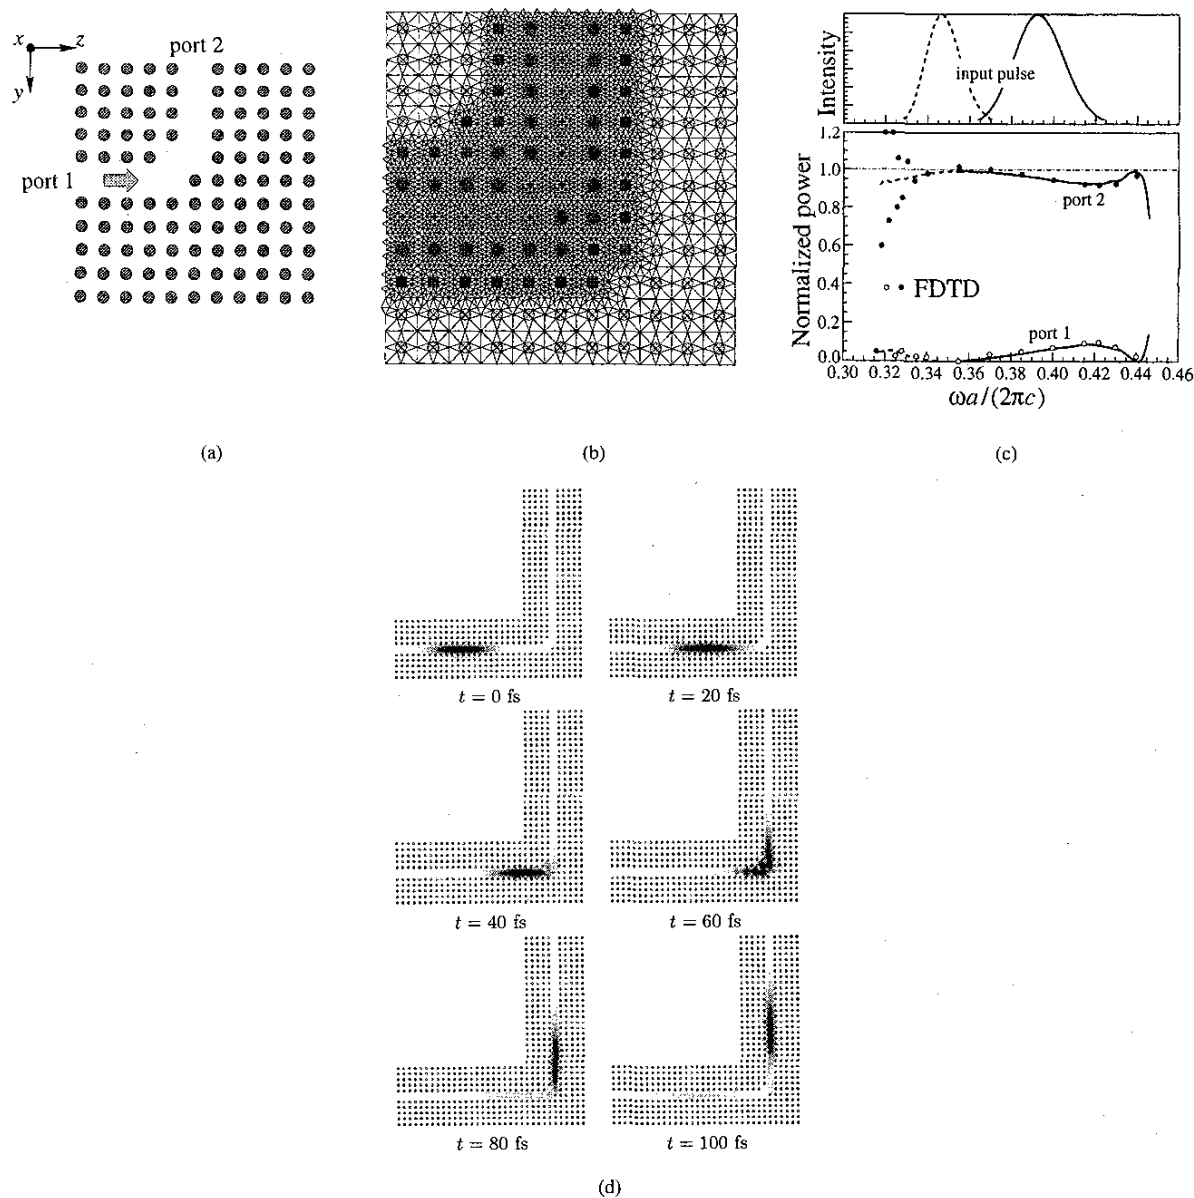 x
z
y
port 2
port 1
(a)
(b)
Intensity
input pulse
Normalized power
1.2
1.0
0.8
0.6
0.4
0.2
0.0
port 2
FDTD
port 1
0.30 0.32 0.34 0.36 0.38 0.40 0.42 0.44 0.46
ωa/(2πc)
(c)
t = 0 fs
t = 20 fs
t = 40 fs
t = 60 fs
t = 80 fs
t = 100 fs
(d)